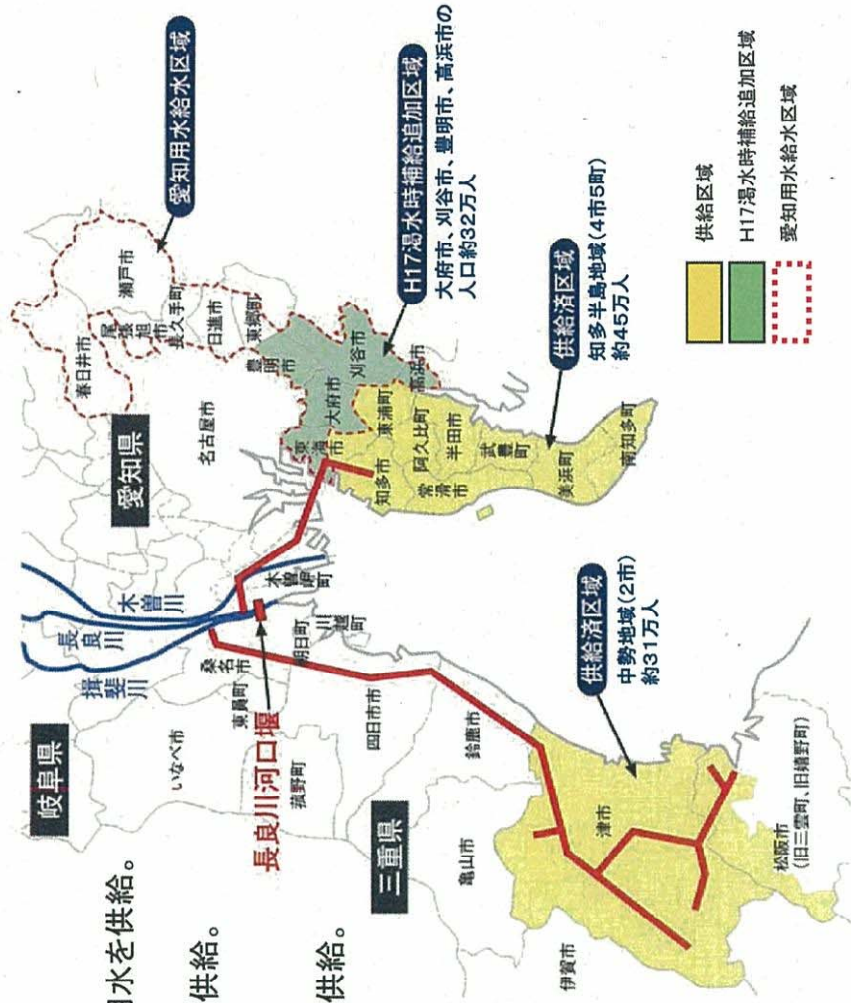 水を供給。
供給。
供給。
岐阜県
愛知県
三重県
揖斐川
長良川
木曽川
長良川河口堰
愛知用水給水区域
H17渇水時補給追加区域
大府市、刈谷市、豊明市、高浜市の
人口約32万人
供給済区域
知多半島地域(4市5町)
約45万人
供給済区域
中勢地域(2市)
約31万人
春日井市
瀬戸市
尾張旭市
長久手町
日進市
東郷町
名古屋市
豊明市
大府市
刈谷市
高浜市
東海市
東浦町
知多市
阿久比町
半田市
常滑市
武豊町
美浜町
南知多町
いなべ市
東員町
桑名市
木曽岬町
朝日町
川越町
菰野町
四日市市
鈴鹿市
亀山市
津市
伊賀市
松阪市
(旧三雲町、旧嬉野町)
供給区域
H17渇水時補給追加区域
愛知用水給水区域